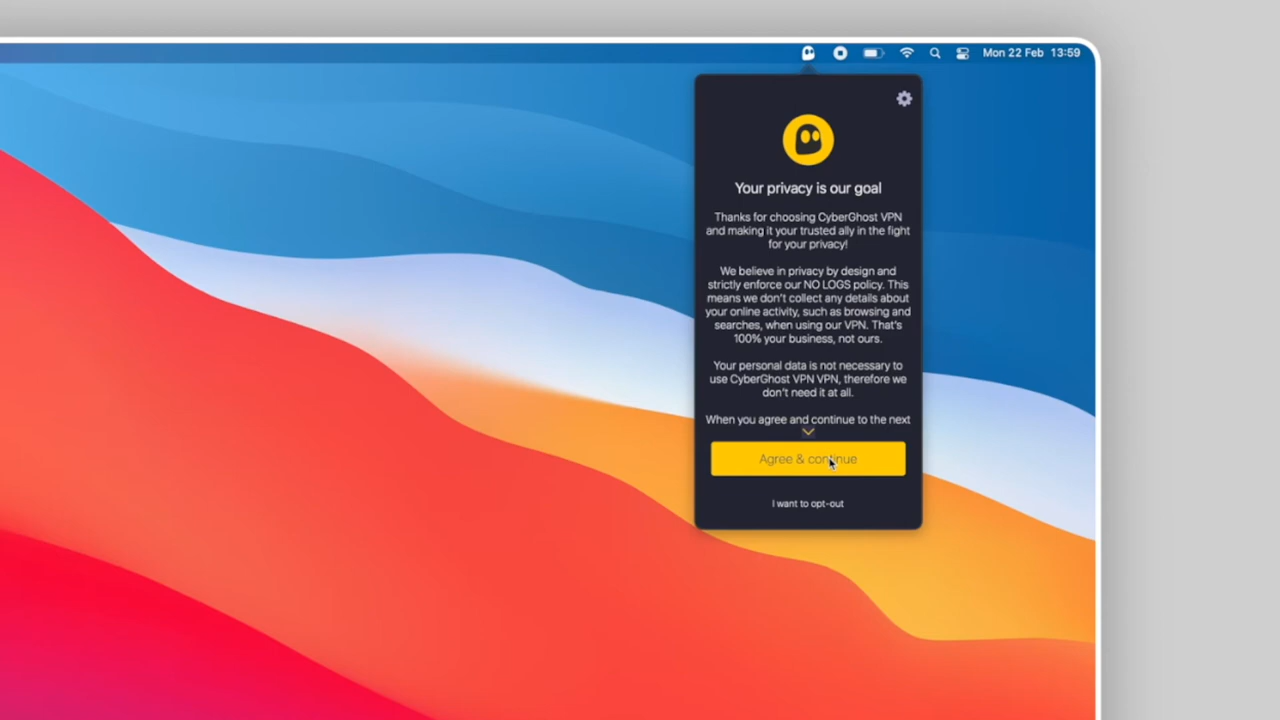 Mon 22 Feb 13:59
Your privacy is our goal
Thanks for choosing CyberGhost VPN
and making it your trusted ally in the fight
for your privacy!
We believe in privacy by design and
strictly enforce our NO LOGS policy. This
means we don't collect any details about
your online activity, such as browsing and
searches, when using our VPN. That's
100% your business, not ours.
Your personal data is not necessary to
use CyberGhost VPN VPN, therefore we
don't need it at all.
When you agree and continue to the next
Agree & continue
I want to opt-out